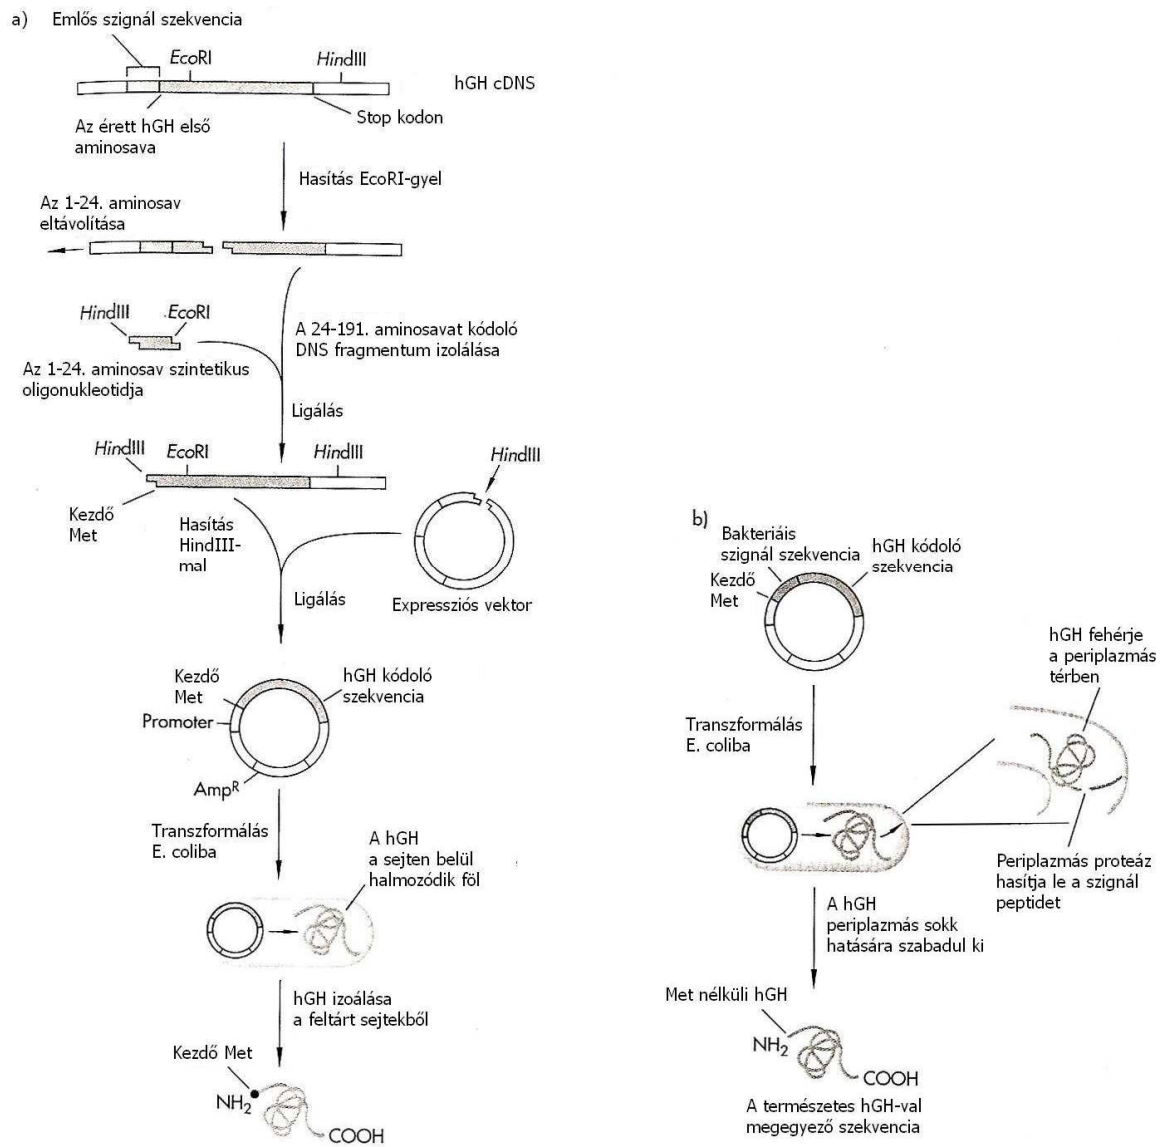 a)
Emlős szignál szekvencia
EcoRI
HindIII
hGH cDNS
Az érett hGH első
aminosava
Stop kodon
Hasítás EcoRI-gyel
Az 1-24. aminosav
eltávolítása
HindIII
EcoRI
A 24-191. aminosavat kódoló
DNS fragmentum izolálása
Az 1-24. aminosav szintetikus
oligonukleotidja
Ligálás
HindIII
EcoRI
HindIII
HindIII
Kezdő
Met
Hasítás
HindIII-
mal
Ligálás
Expressziós vektor
Kezdő
Met
hGH kódoló
szekvencia
Promoter
AmpR
Transzformálás
E. coliba
A hGH
a sejten belül
halmozódik föl
hGH izoálása
a feltárt sejtekből
Kezdő Met
NH2
COOH
b)
Bakteriáis
szignál szekvencia
hGH kódoló
szekvencia
Kezdő
Met
hGH fehérje
a periplazmás
térben
Transzformálás
E. coliba
Periplazmás proteáz
hasítja le a szignál
peptidet
A hGH
periplazmás sokk
hatására szabadul ki
Met nélküli hGH
NH2
COOH
A természetes hGH-val
megegyező szekvencia